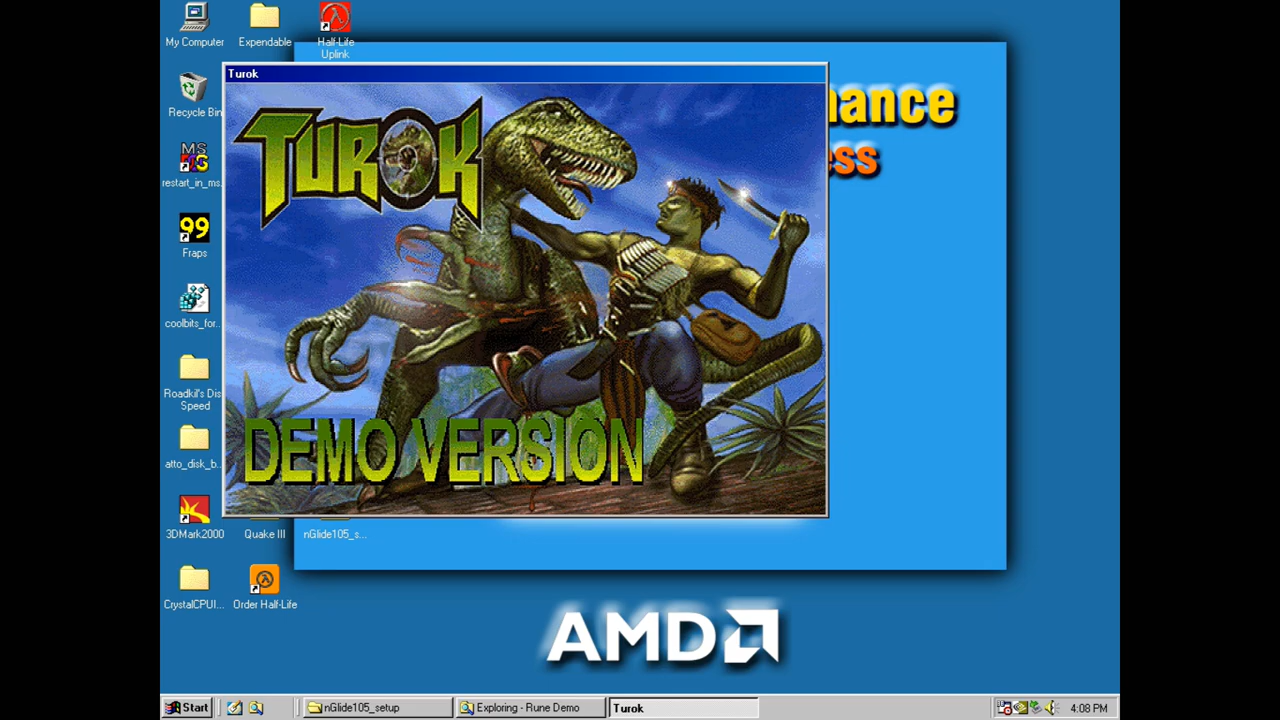 My Computer
Expendable
Half-Life
Uplink
Turok
Recycle Bin
TUROK
nance
ess
MS
restart_in_ms.
99
Fraps
coolbits_for..
Roadkil's Dis
Speed
DEMO VERSION
atto_disk_b..
3DMark2000
Quake III
nGlide105_s...
CrystalCPUI...
Order Half-Life
AMD
Start
nGlide105_setup
Exploring - Rune Demo
Turok
4:08 PM